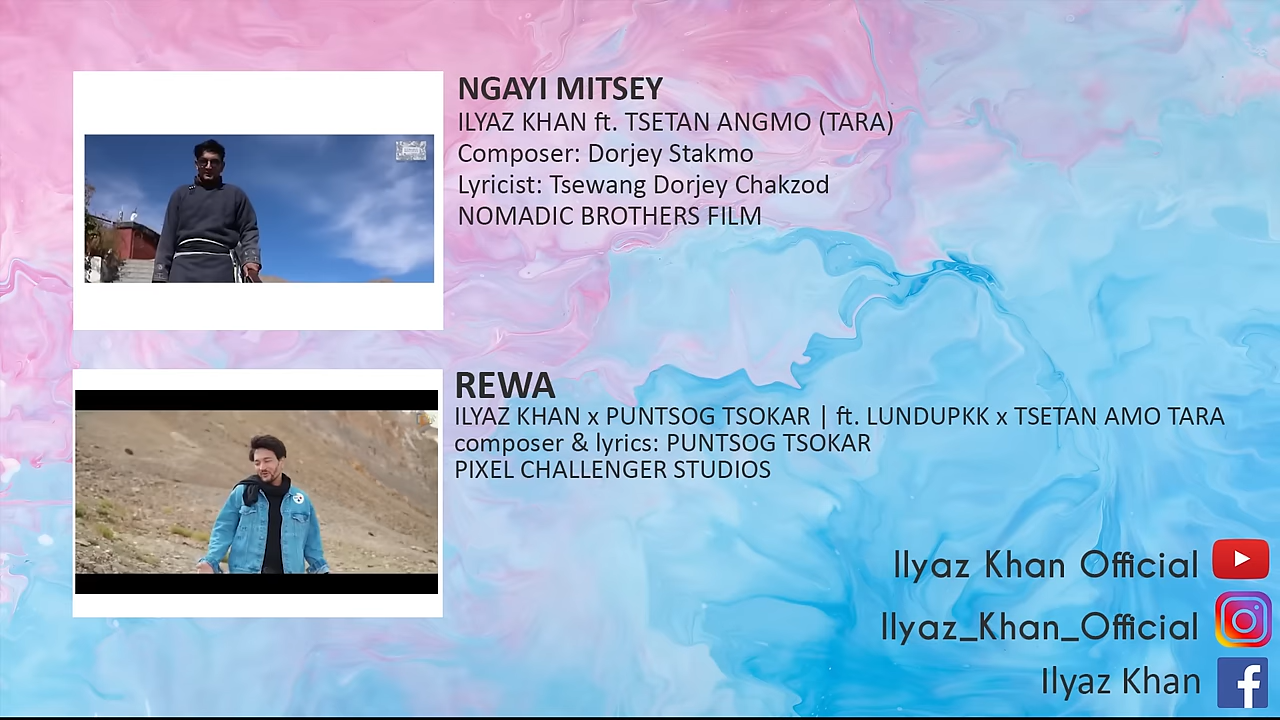 NGAYI MITSEY
ILYAZ KHAN ft. TSETAN ANGMO (TARA)
Composer: Dorjey Stakmo
Lyricist: Tsewang Dorjey Chakzod
NOMADIC BROTHERS FILM
REWA
ILYAZ KHAN x PUNTSOG TSOKAR | ft. LUNDUPKK x TSETAN AMO TARA
composer & lyrics: PUNTSOG TSOKAR
PIXEL CHALLENGER STUDIOS
Ilyaz Khan Official
Ilyaz_Khan_Official
Ilyaz Khan